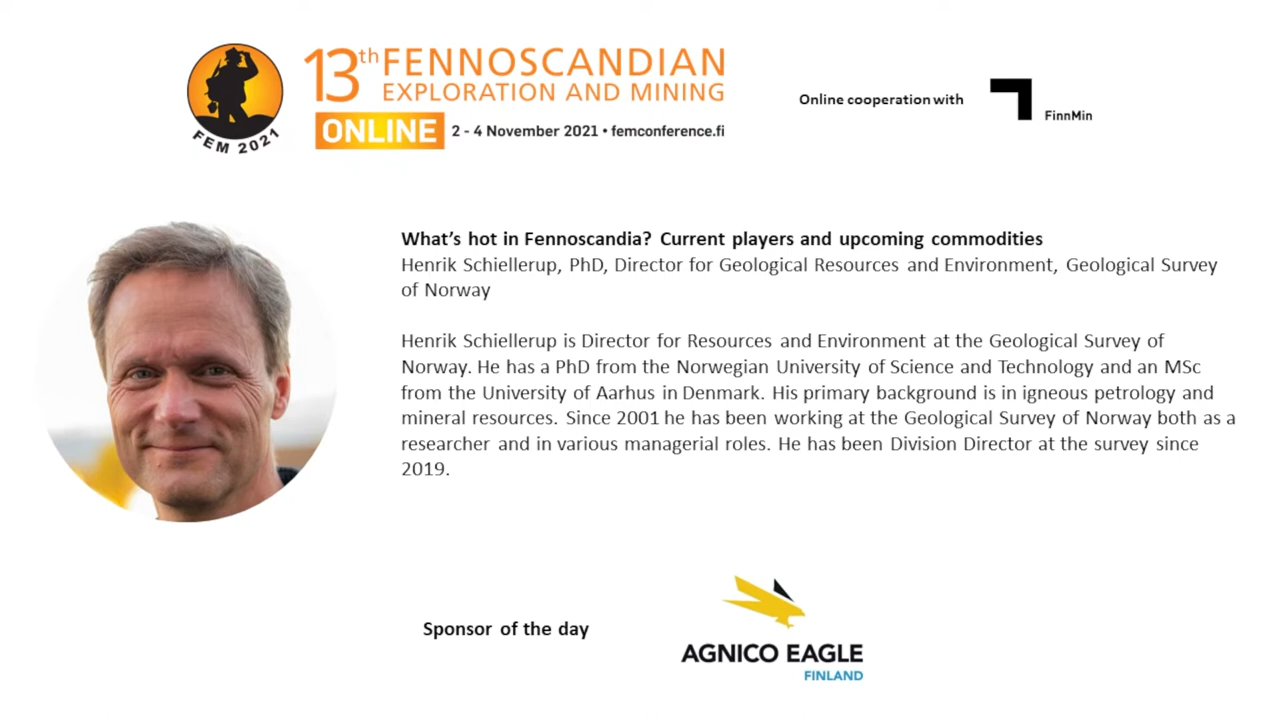 13th FENNOSCANDIAN
EXPLORATION AND MINING
ONLINE 2 - 4 November 2021 • femconference.fi
FEM 2021
Online cooperation with
FinnMin
What's hot in Fennoscandia? Current players and upcoming commodities
Henrik Schiellerup, PhD, Director for Geological Resources and Environment, Geological Survey
of Norway
Henrik Schiellerup is Director for Resources and Environment at the Geological Survey of
Norway. He has a PhD from the Norwegian University of Science and Technology and an MSc
from the University of Aarhus in Denmark. His primary background is in igneous petrology and
mineral resources. Since 2001 he has been working at the Geological Survey of Norway both as a
researcher and in various managerial roles. He has been Division Director at the survey since
2019.
Sponsor of the day
AGNICO EAGLE
FINLAND